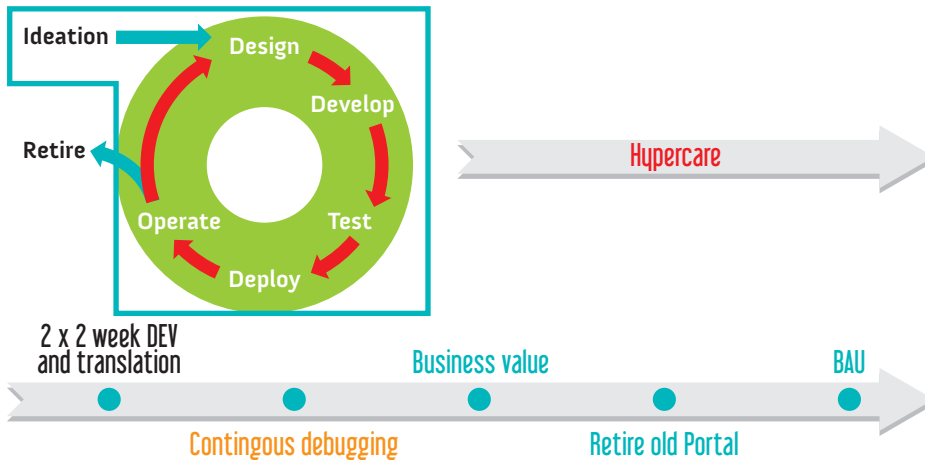 Ideation
Design
Develop
Retire
Hypercare
Operate
Test
Deploy
2 x 2 week DEV
and translation
Business value
BAU
Contingous debugging
Retire old Portal